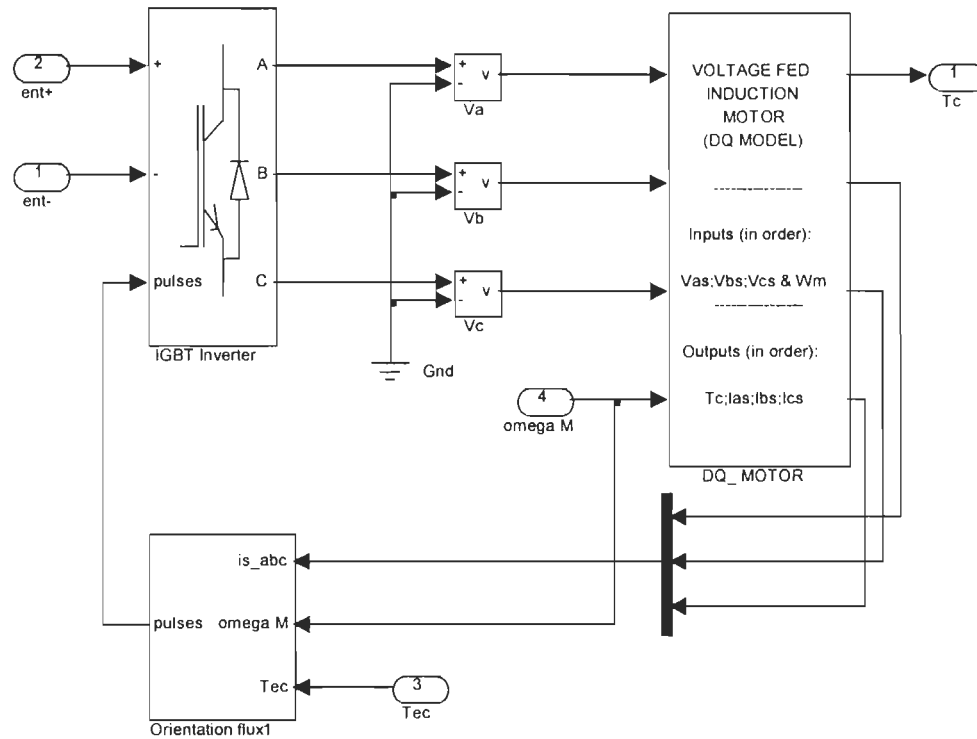 2
ent+
1
ent-
+
-
pulses
A
B
C
IGBT Inverter
+
-
v
Va
+
-
v
Vb
+
-
v
Vc
Gnd
4
omega M
VOLTAGE FED
INDUCTION
MOTOR
(DQ MODEL)
Inputs (in order):
Vas;Vbs;Vcs & Wm
Outputs (in order):
Tc;Ias;Ibs;Ics
DQ_ MOTOR
1
Tc
is_abc
pulses
omega M
Tec
Orientation flux1
3
Tec